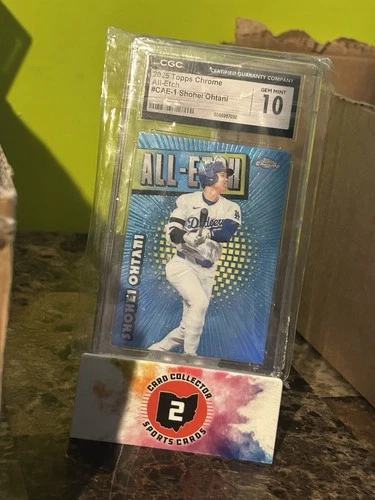 CGC
CERTIFIED GUARANTY COMPANY
2025 Topps Chrome
All-Etch
#CAE-1 Shohei Ohtani
GEM MINT
10
ALL-ETCH
Dodgers
SHOHEI OHTANI
CARD COLLECTOR
2
SPORTS CARDS